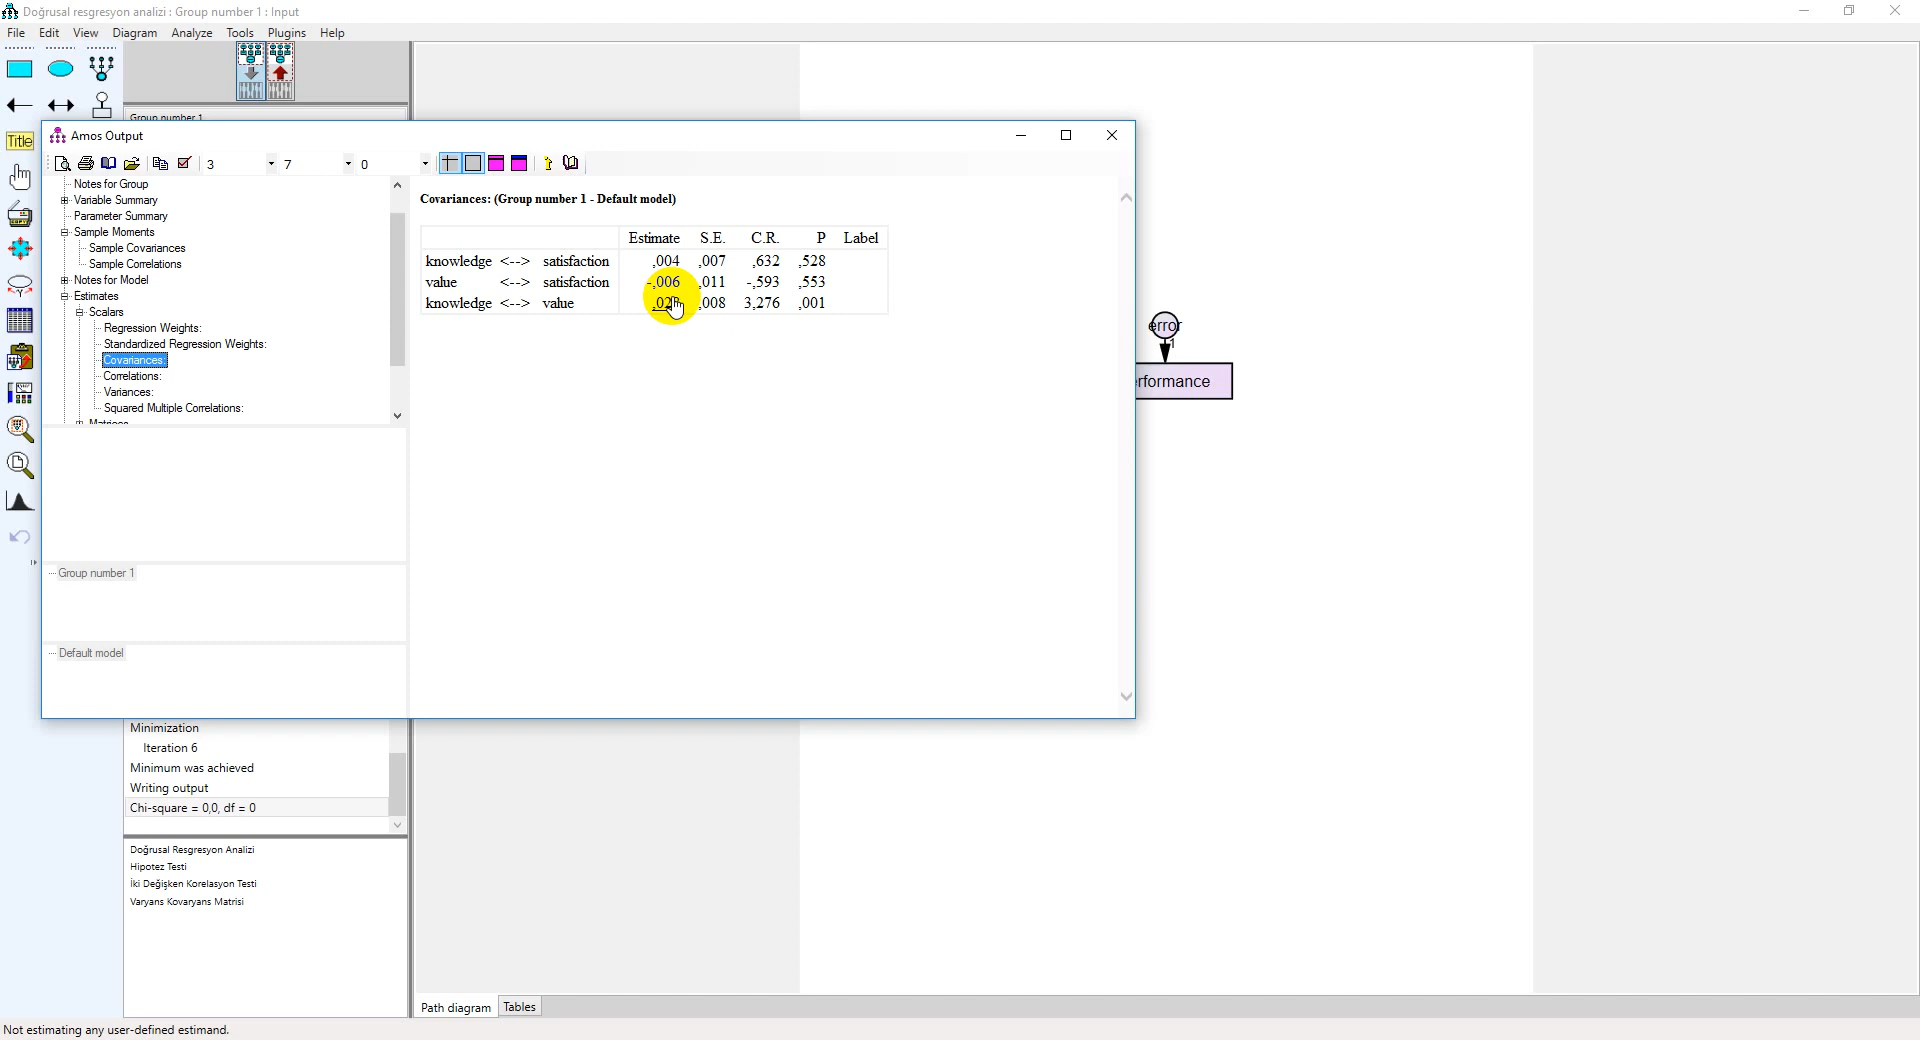 Doğrusal resgresyon analizi : Group number 1 : Input
File Edit View Diagram Analyze Tools Plugins Help
Title
Group number 1
Amos Output
3 7 0
Notes for Group
Variable Summary
Parameter Summary
Sample Moments
Sample Covariances
Sample Correlations
Notes for Model
Estimates
Scalars
Regression Weights:
Standardized Regression Weights:
Covariances:
Correlations:
Variances:
Squared Multiple Correlations:
Matrices
Group number 1
Default model
Covariances: (Group number 1 - Default model)
Estimate S.E. C.R. P Label
knowledge <--> satisfaction ,004 ,007 ,632 ,528
value <--> satisfaction -,006 ,011 -,593 ,553
knowledge <--> value ,008 3,276 ,001
error
1
erformance
Minimization
Iteration 6
Minimum was achieved
Writing output
Chi-square = 0,0, df = 0
Doğrusal Resgresyon Analizi
Hipotez Testi
İki Değişken Korelasyon Testi
Varyans Kovaryans Matrisi
Path diagram Tables
Not estimating any user-defined estimand.